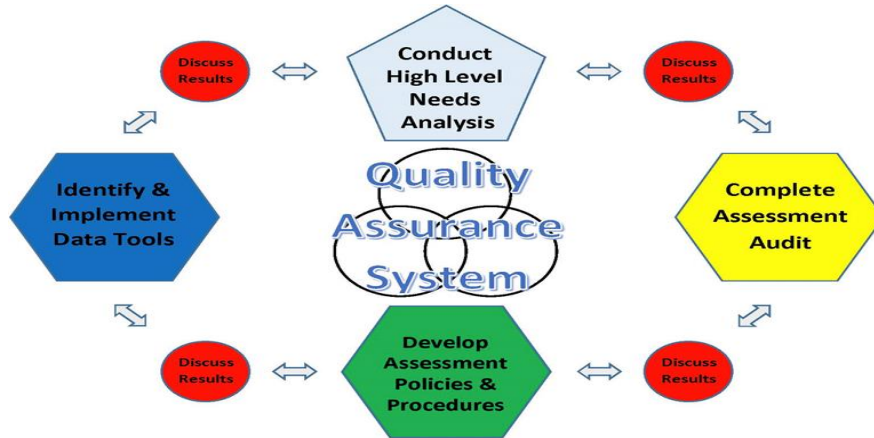 Discuss
Results
Conduct
High Level
Needs
Analysis
Discuss
Results
Identify &
Implement
Data Tools
Quality
Assurance
System
Complete
Assessment
Audit
Discuss
Results
Develop
Assessment
Policies &
Procedures
Discuss
Results